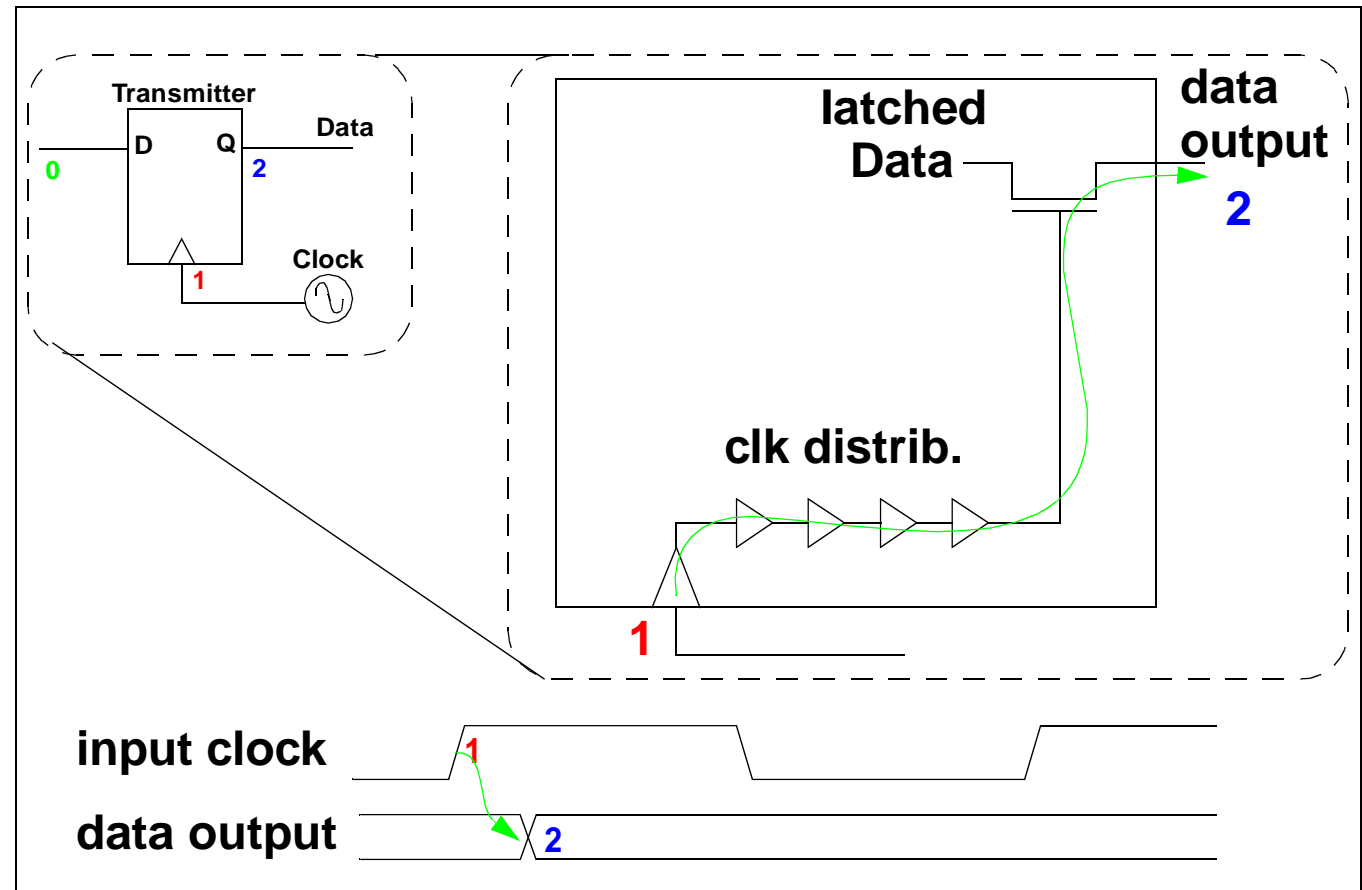 Transmitter
D
Q
Data
0
2
1
Clock
latched
Data
data
output
2
clk distrib.
1
input clock
1
data output
2